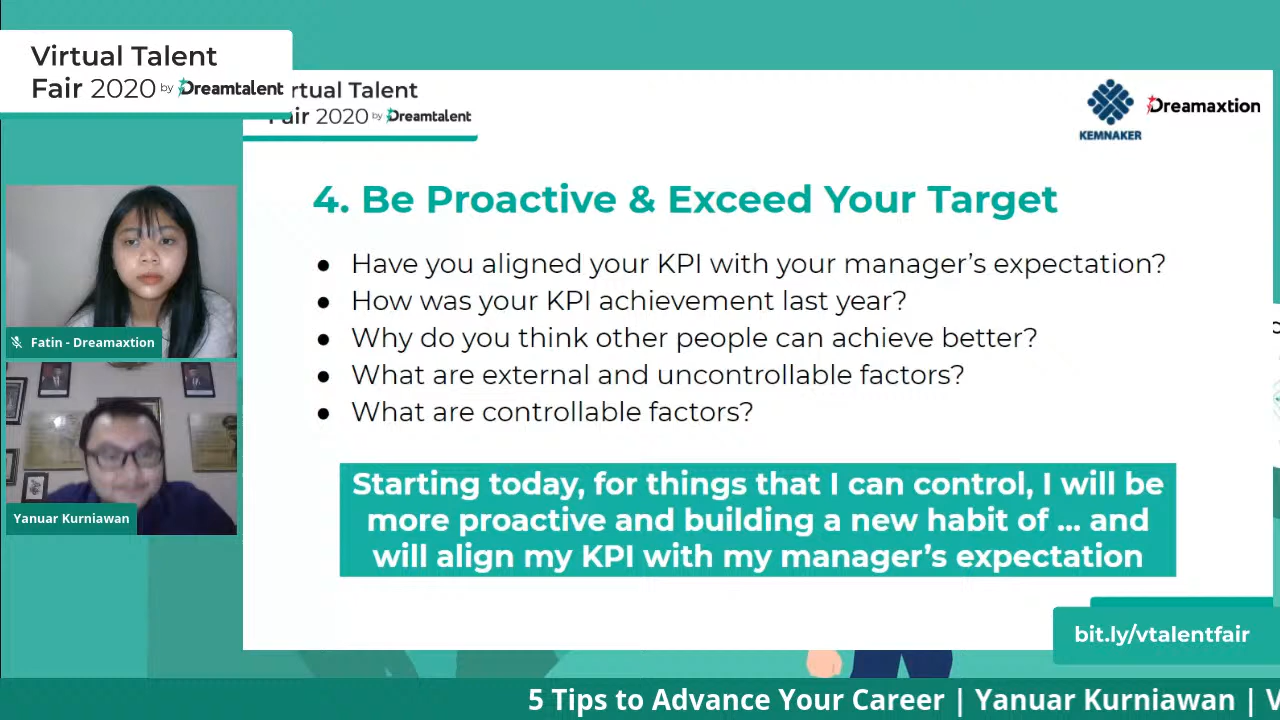 Virtual Talent
Fair 2020 by Dreamtalent
rtual Talent
Fair 2020 by Dreamtalent
KEMNAKER
Dreamaxtion
4. Be Proactive & Exceed Your Target
● Have you aligned your KPI with your manager’s expectation?
● How was your KPI achievement last year?
● Why do you think other people can achieve better?
● What are external and uncontrollable factors?
● What are controllable factors?
Starting today, for things that I can control, I will be
more proactive and building a new habit of ... and
will align my KPI with my manager’s expectation
Fatin - Dreamaxtion
Yanuar Kurniawan
bit.ly/vtalentfair
5 Tips to Advance Your Career | Yanuar Kurniawan | V